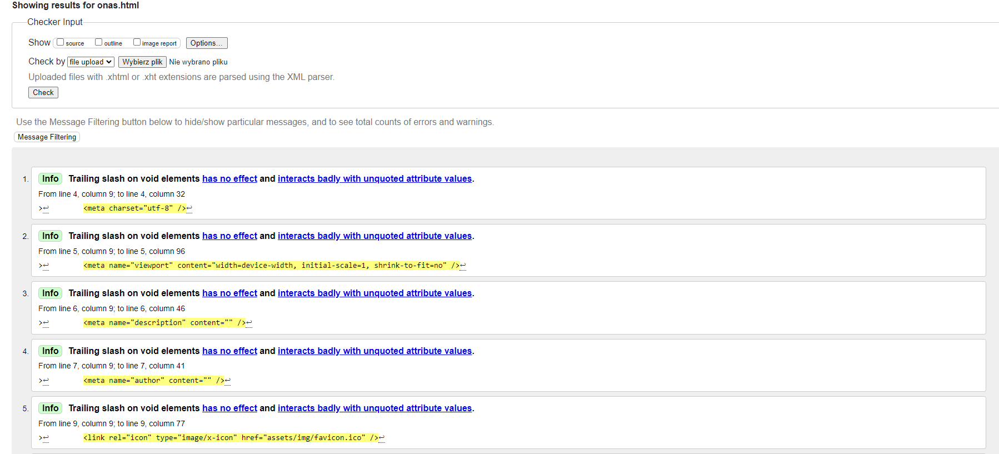 Showing results for onas.html
Checker Input
Show source outline image report Options...
Check by file upload Wybierz plik Nie wybrano pliku
Uploaded files with .xhtml or .xht extensions are parsed using the XML parser.
Check
Use the Message Filtering button below to hide/show particular messages, and to see total counts of errors and warnings.
Message Filtering
1. Info Trailing slash on void elements has no effect and interacts badly with unquoted attribute values.
From line 4, column 9; to line 4, column 32
>↩ <meta charset="utf-8" />↩
2. Info Trailing slash on void elements has no effect and interacts badly with unquoted attribute values.
From line 5, column 9; to line 5, column 96
>↩ <meta name="viewport" content="width=device-width, initial-scale=1, shrink-to-fit=no" />↩
3. Info Trailing slash on void elements has no effect and interacts badly with unquoted attribute values.
From line 6, column 9; to line 6, column 46
>↩ <meta name="description" content="" />↩
4. Info Trailing slash on void elements has no effect and interacts badly with unquoted attribute values.
From line 7, column 9; to line 7, column 41
>↩ <meta name="author" content="" />↩
5. Info Trailing slash on void elements has no effect and interacts badly with unquoted attribute values.
From line 9, column 9; to line 9, column 77
>↩ <link rel="icon" type="image/x-icon" href="assets/img/favicon.ico" />↩